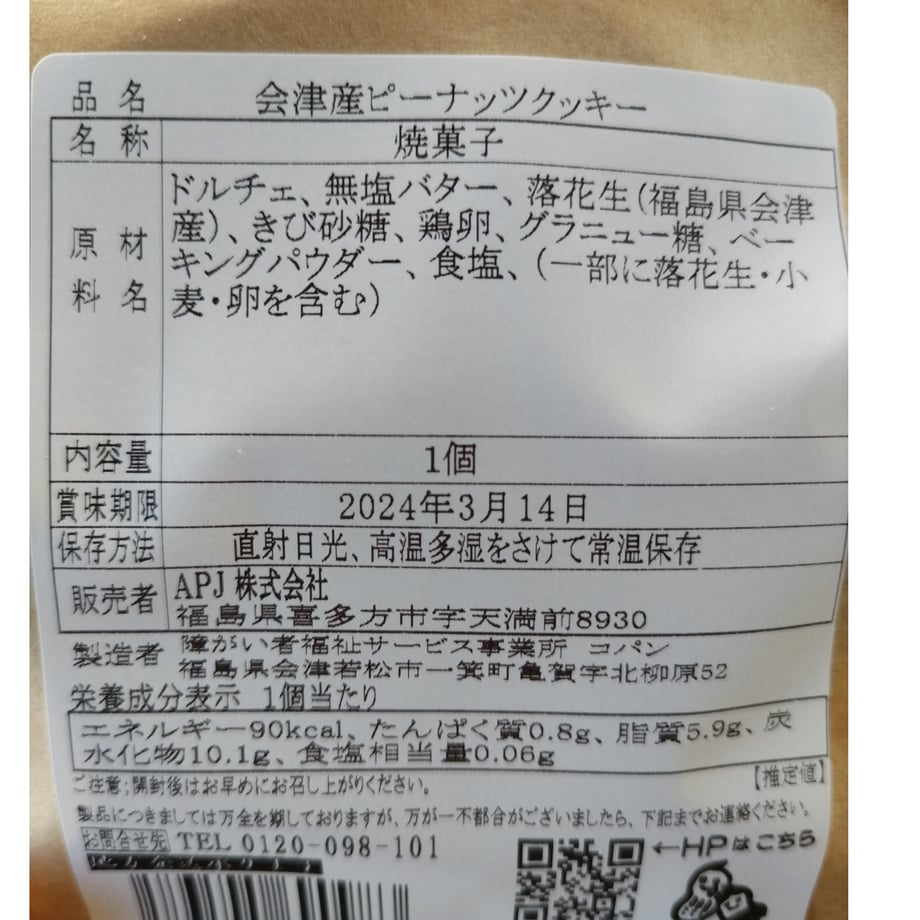 品名 会津産ピーナッツクッキー
名称 焼菓子
原材料名 ドルチェ、無塩バター、落花生(福島県会津
産)、きび砂糖、鶏卵、グラニュー糖、ベー
キングパウダー、食塩、(一部に落花生・小
麦・卵を含む)
内容量 1個
賞味期限 2024年3月14日
保存方法 直射日光、高温多湿をさけて常温保存
販売者 APJ 株式会社
福島県喜多方市字天満前8930
製造者 障がい者福祉サービス事業所 コパン
福島県会津若松市一箕町亀賀字北柳原52
栄養成分表示 1個当たり
エネルギー90kcal、たんぱく質0.8g、脂質5.9g、炭
水化物10.1g、食塩相当量0.06g
【推定値】
ご注意;開封後はお早めにお召し上がりください。
製品につきましては万全を期しておりますが、万が一不都合がございましたら、下記までお連絡ください。
お問合せ先 TEL 0120-098-101
←HPはこちら